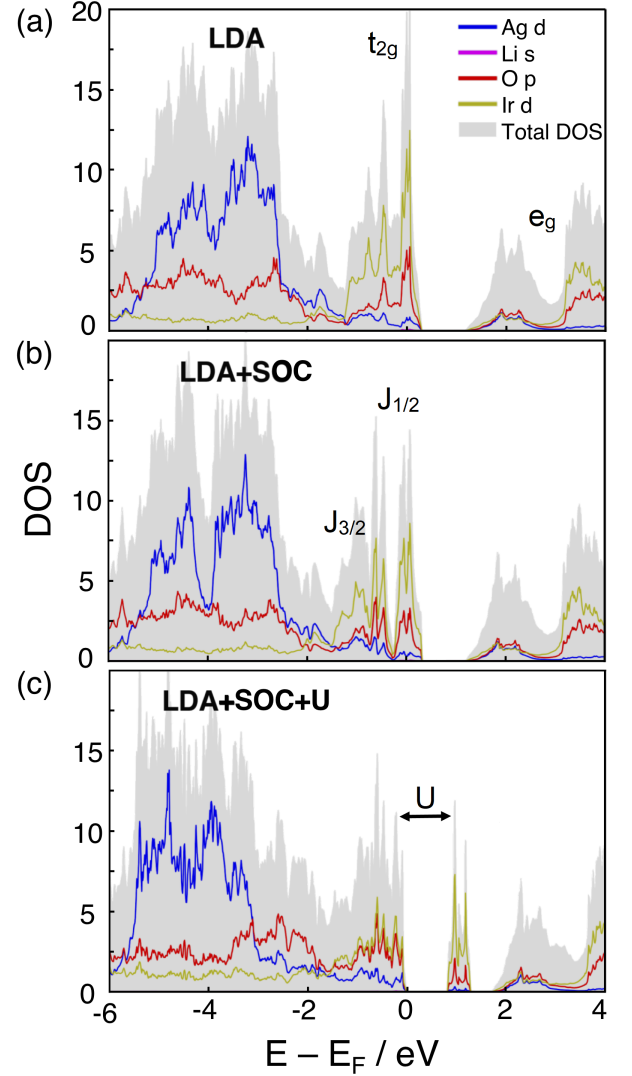 (a)
LDA
t2g
eg
Ag d
Li s
O p
Ir d
Total DOS
20
15
10
5
0
(b)
LDA+SOC
J1/2
J3/2
15
10
5
0
DOS
(c)
LDA+SOC+U
U
15
10
5
0
-6
-4
-2
0
2
4
E – EF / eV